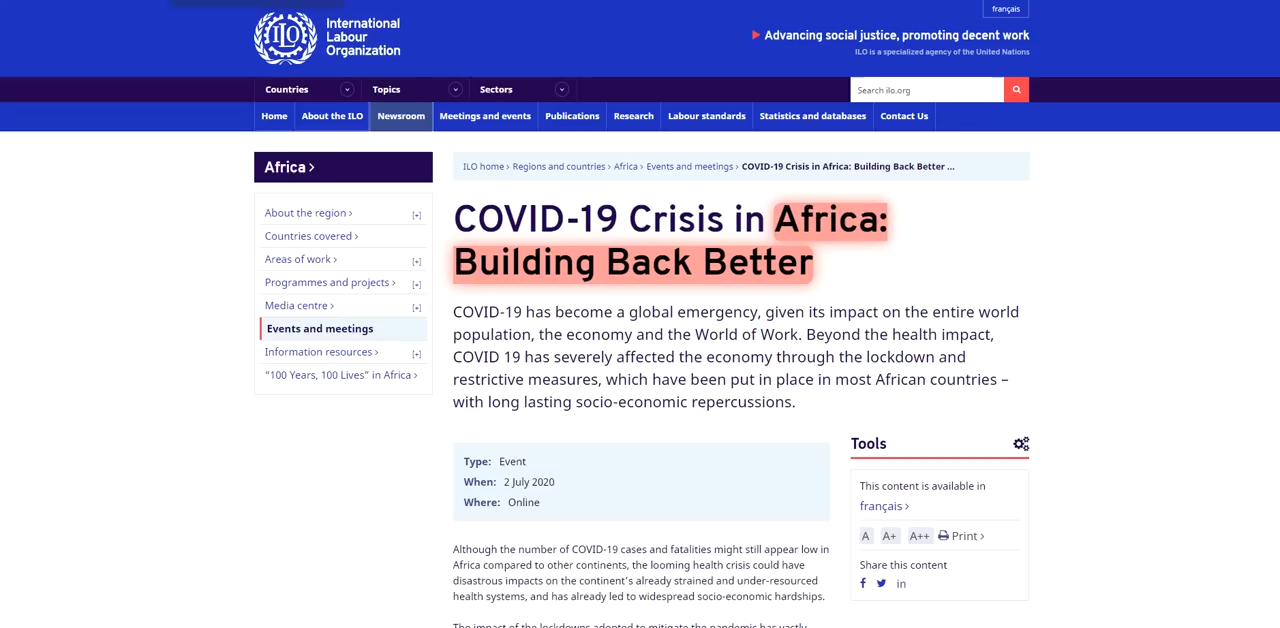 français
International
Labour
Organization
Advancing social justice, promoting decent work
ILO is a specialized agency of the United Nations
Countries
Topics
Sectors
Search ilo.org
Home
About the ILO
Newsroom
Meetings and events
Publications
Research
Labour standards
Statistics and databases
Contact Us
Africa ›
About the region › [+]
Countries covered ›
Areas of work › [+]
Programmes and projects › [+]
Media centre › [+]
Events and meetings
Information resources › [+]
“100 Years, 100 Lives” in Africa ›
ILO home › Regions and countries › Africa › Events and meetings › COVID-19 Crisis in Africa: Building Back Better ...
COVID-19 Crisis in Africa:
Building Back Better
COVID-19 has become a global emergency, given its impact on the entire world
population, the economy and the World of Work. Beyond the health impact,
COVID 19 has severely affected the economy through the lockdown and
restrictive measures, which have been put in place in most African countries –
with long lasting socio-economic repercussions.
Type: Event
When: 2 July 2020
Where: Online
Although the number of COVID-19 cases and fatalities might still appear low in
Africa compared to other continents, the looming health crisis could have
disastrous impacts on the continent’s already strained and under-resourced
health systems, and has already led to widespread socio-economic hardships.
The impact of the lockdowns adopted to mitigate the pandemic has vastly
Tools
This content is available in
français ›
A A+ A++ Print ›
Share this content